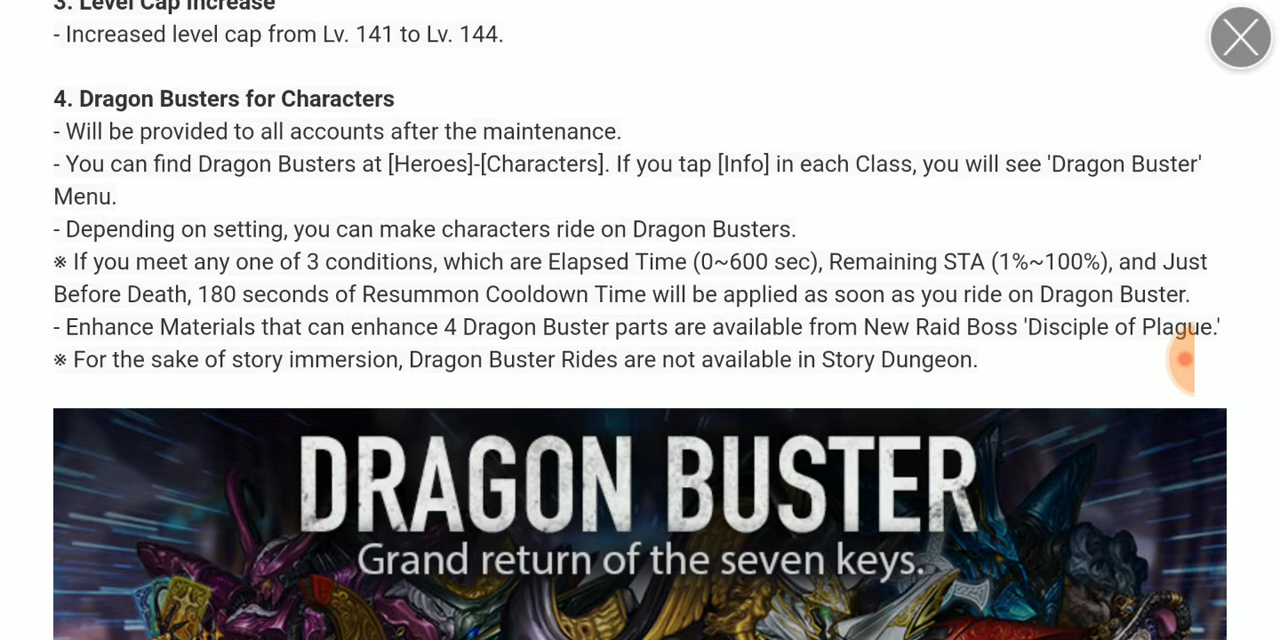 3. Level Cap Increase
- Increased level cap from Lv. 141 to Lv. 144.
4. Dragon Busters for Characters
- Will be provided to all accounts after the maintenance.
- You can find Dragon Busters at [Heroes]-[Characters]. If you tap [Info] in each Class, you will see 'Dragon Buster'
Menu.
- Depending on setting, you can make characters ride on Dragon Busters.
※ If you meet any one of 3 conditions, which are Elapsed Time (0~600 sec), Remaining STA (1%~100%), and Just
Before Death, 180 seconds of Resummon Cooldown Time will be applied as soon as you ride on Dragon Buster.
- Enhance Materials that can enhance 4 Dragon Buster parts are available from New Raid Boss 'Disciple of Plague.'
※ For the sake of story immersion, Dragon Buster Rides are not available in Story Dungeon.
DRAGON BUSTER
Grand return of the seven keys.